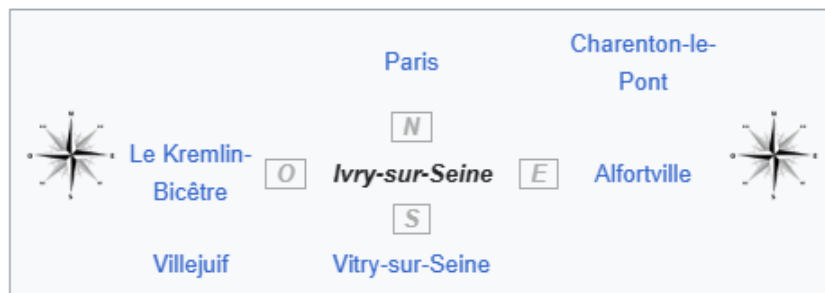 Paris
Charenton-le-
Pont
N
Le Kremlin-
Bicêtre
O
Ivry-sur-Seine
E
Alfortville
S
Villejuif
Vitry-sur-Seine